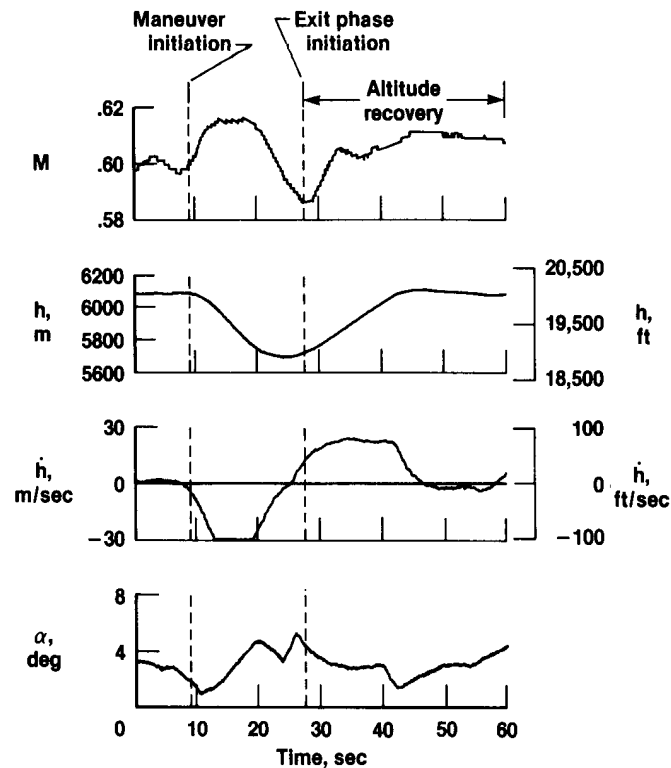 Maneuver initiation
Exit phase initiation
Altitude recovery
.62
.60
.58
M
6200
6000
5800
5600
h, m
20,500
19,500
18,500
h, ft
30
0
−30
ḣ, m/sec
100
0
−100
ḣ, ft/sec
8
4
0
α, deg
10
20
30
40
50
60
Time, sec